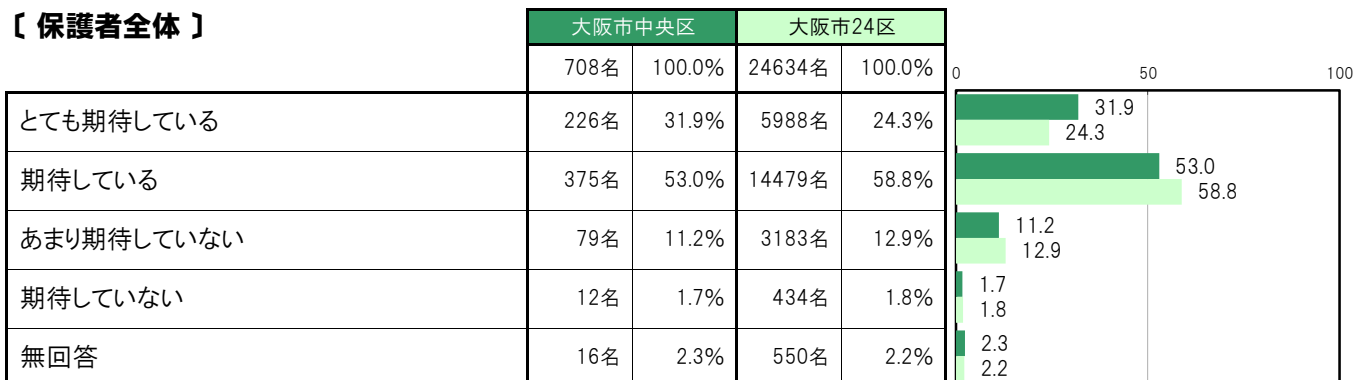 〔 保護者全体 〕
大阪市中央区 大阪市24区
708名 100.0% 24634名 100.0%
0 50 100
とても期待している 226名 31.9% 5988名 24.3%
31.9
24.3
期待している 375名 53.0% 14479名 58.8%
53.0
58.8
あまり期待していない 79名 11.2% 3183名 12.9%
11.2
12.9
期待していない 12名 1.7% 434名 1.8%
1.7
1.8
無回答 16名 2.3% 550名 2.2%
2.3
2.2